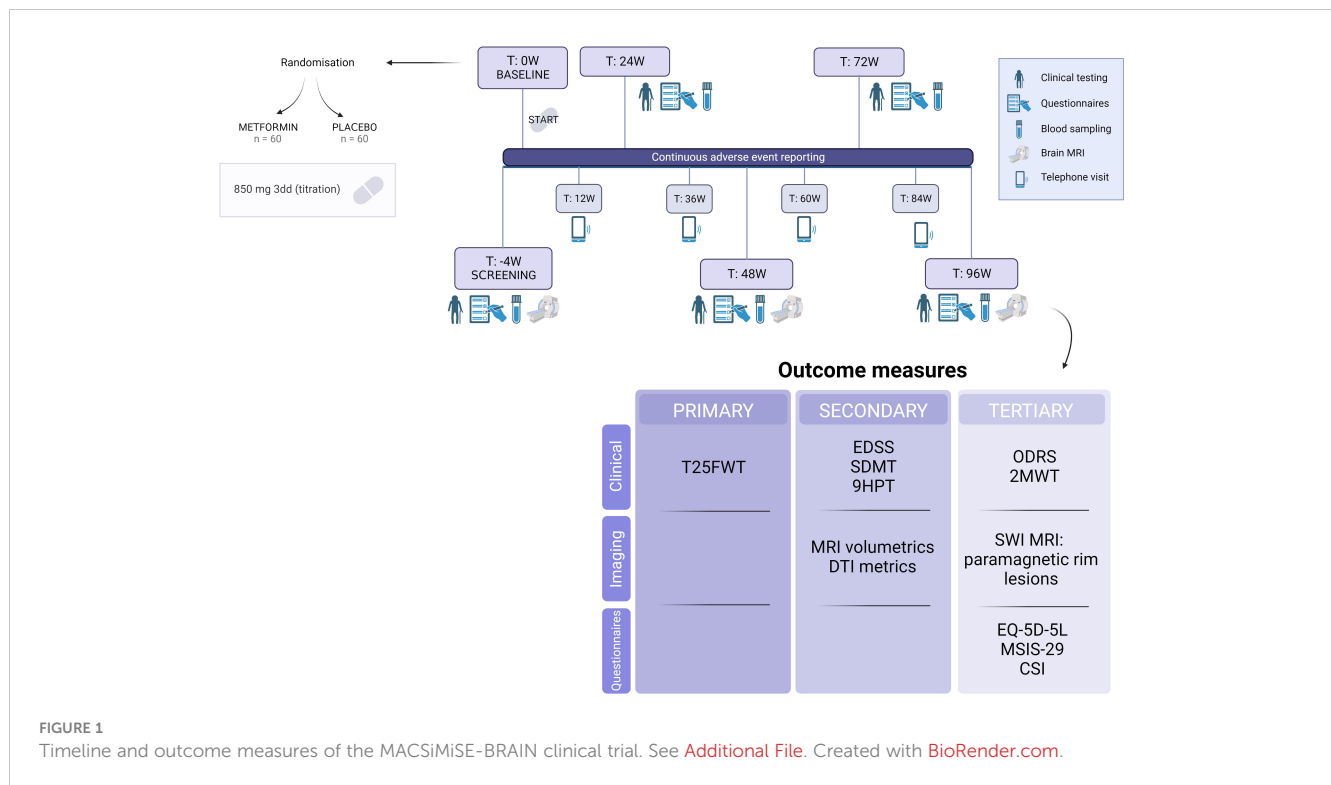 Randomisation
METFORMIN
n = 60
PLACEBO
n = 60
850 mg 3dd (titration)
T: 0W
BASELINE
START
T: 24W
T: 72W
Clinical testing
Questionnaires
Blood sampling
Brain MRI
Telephone visit
Continuous adverse event reporting
T: 12W
T: 36W
T: 60W
T: 84W
T: -4W
SCREENING
T: 48W
T: 96W
Outcome measures
PRIMARY
SECONDARY
TERTIARY
Clinical
T25FWT
EDSS
SDMT
9HPT
ODRS
2MWT
Imaging
MRI volumetrics
DTI metrics
SWI MRI:
paramagnetic rim
lesions
Questionnaires
EQ-5D-5L
MSIS-29
CSI
FIGURE 1
Timeline and outcome measures of the MACSiMiSE-BRAIN clinical trial. See Additional File. Created with BioRender.com.